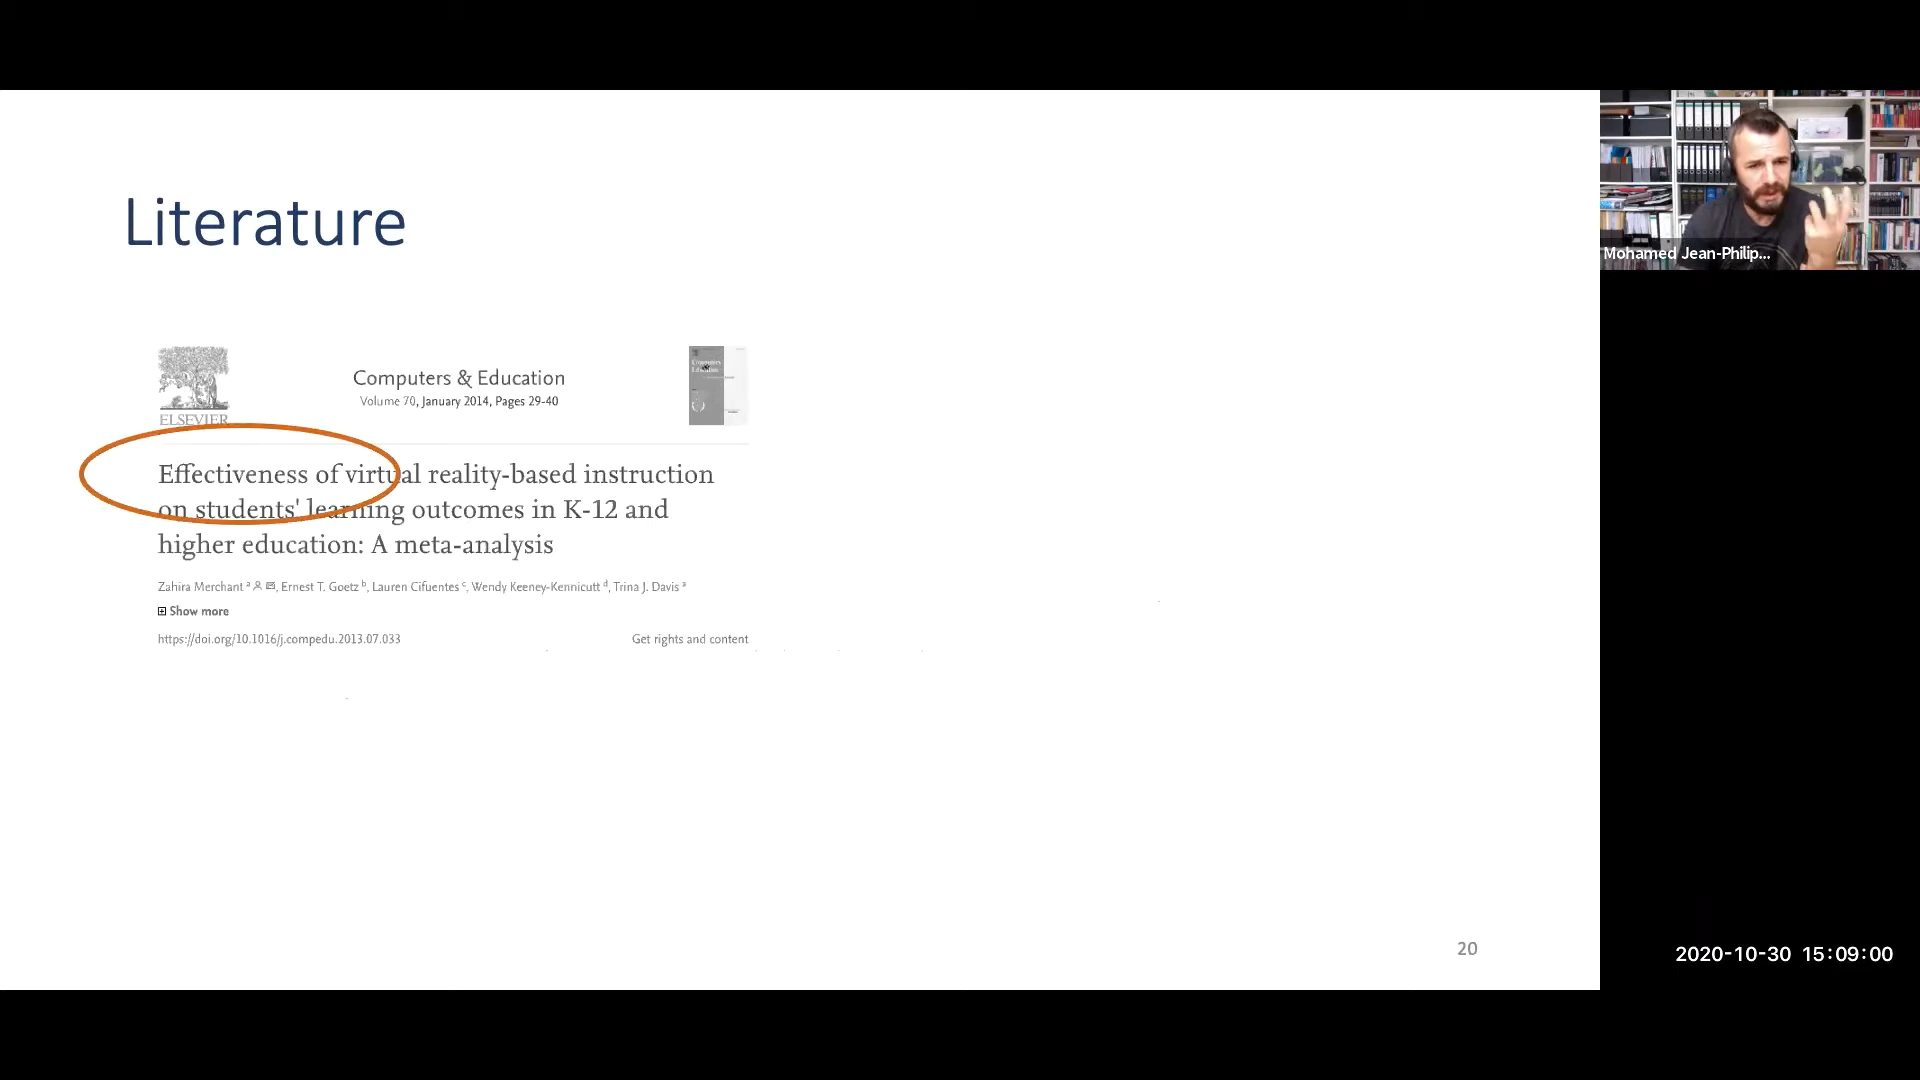 Literature
ELSEVIER
Computers & Education
Volume 70, January 2014, Pages 29-40
Effectiveness of virtual reality-based instruction
on students' learning outcomes in K-12 and
higher education: A meta-analysis
Zahira Merchant a, Ernest T. Goetz b, Lauren Cifuentes c, Wendy Keeney-Kennicutt d, Trina J. Davis a
Show more
https://doi.org/10.1016/j.compedu.2013.07.033
Get rights and content
20
Mohamed Jean-Philip...
2020-10-30 15:09:00